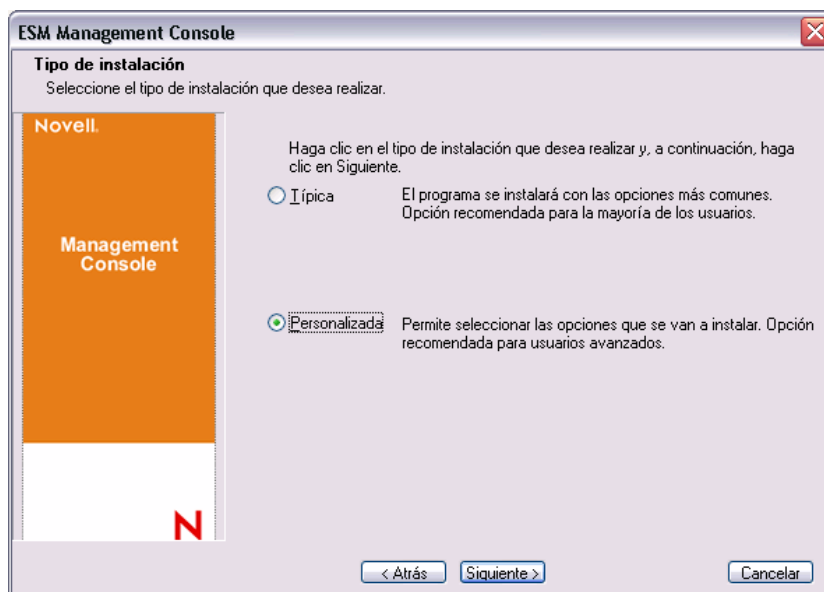 ESM Management Console
Tipo de instalación
Seleccione el tipo de instalación que desea realizar.
Novell.
Management
Console
N
Haga clic en el tipo de instalación que desea realizar y, a continuación, haga
clic en Siguiente.
Típica
El programa se instalará con las opciones más comunes.
Opción recomendada para la mayoría de los usuarios.
Personalizada
Permite seleccionar las opciones que se van a instalar. Opción
recomendada para usuarios avanzados.
< Atrás
Siguiente >
Cancelar